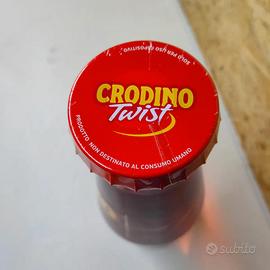 SOLO PER USO ESPOSITIVO
CRODINO
Twist
PRODOTTO NON DESTINATO AL CONSUMO UMANO
subito